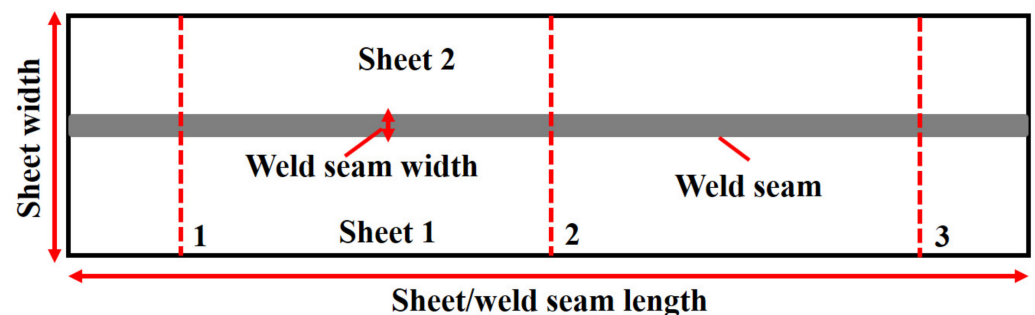 Sheet width
Sheet 2
Weld seam width
Weld seam
1
Sheet 1
2
3
Sheet/weld seam length